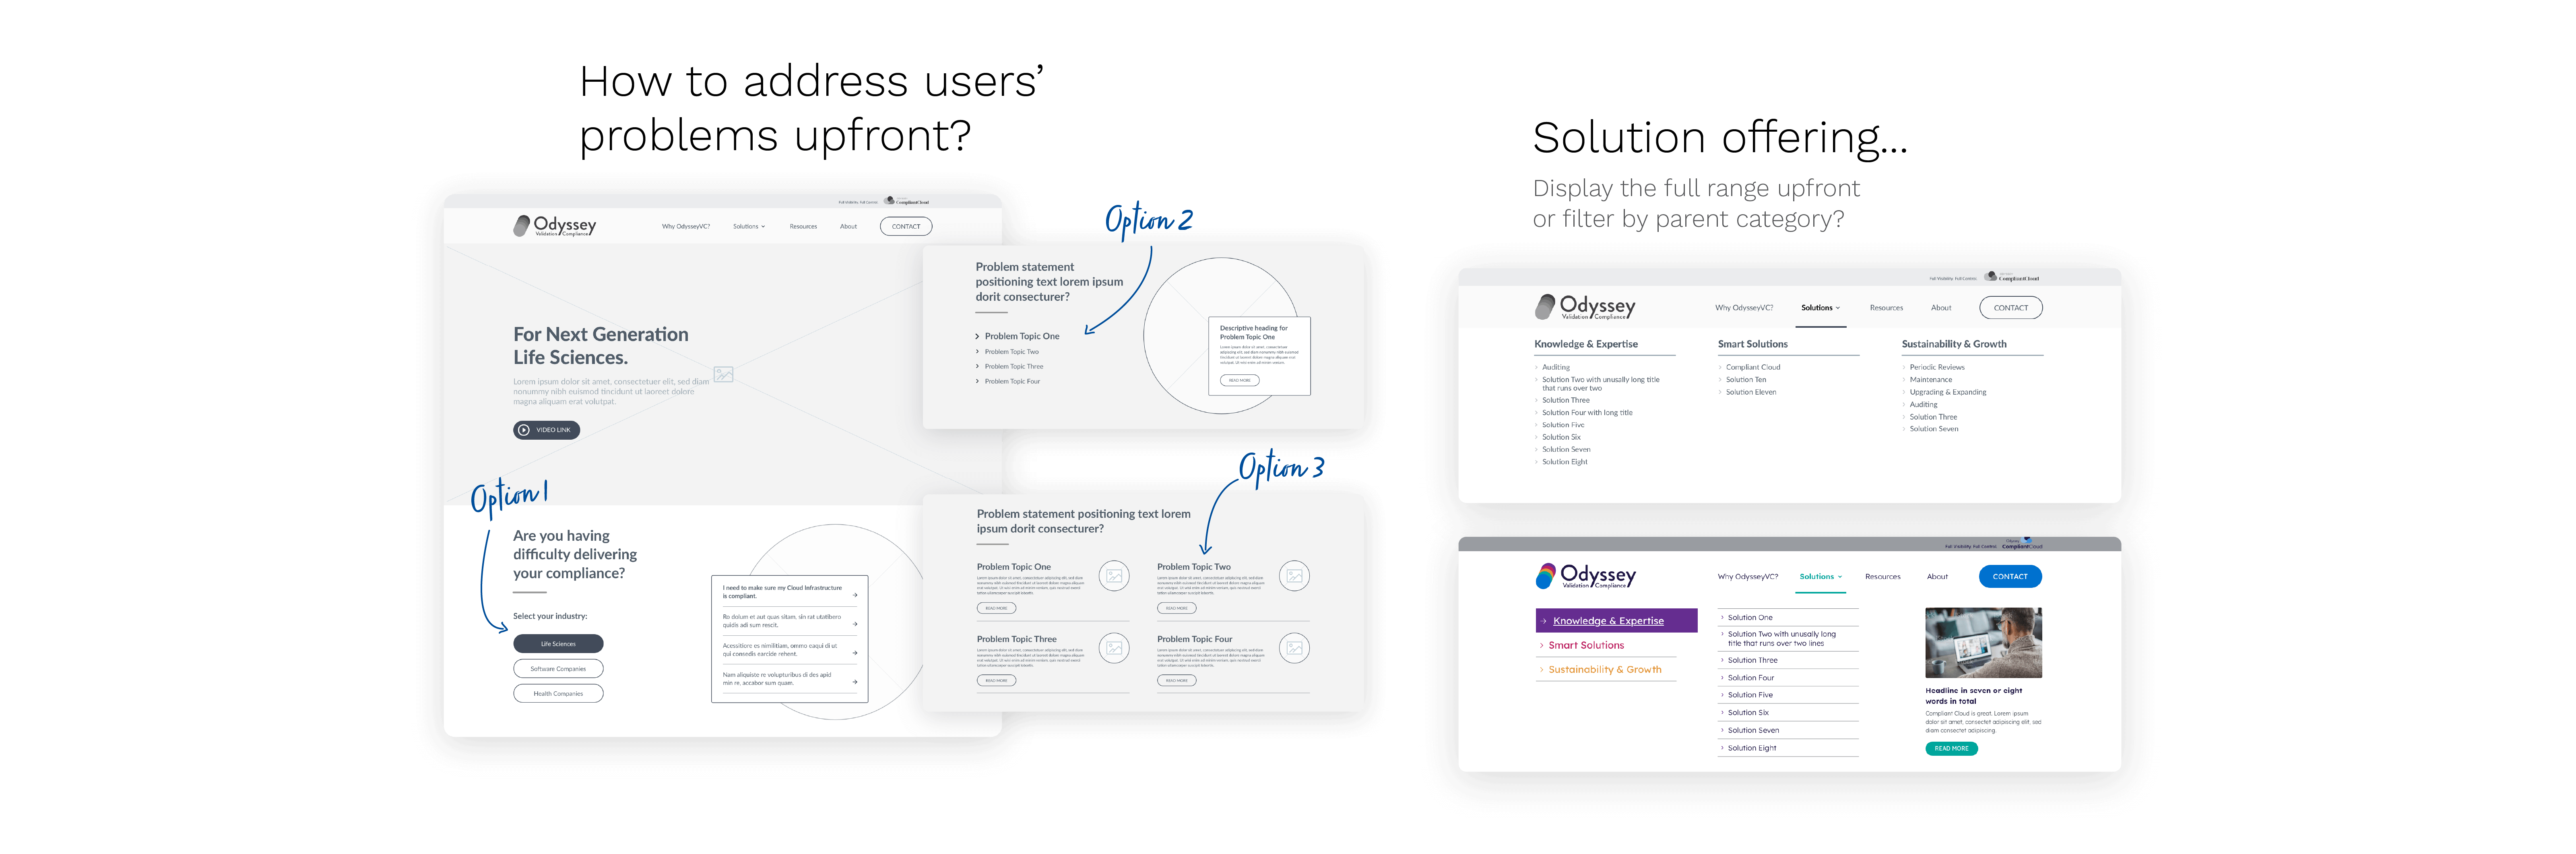 How to address users'
problems upfront?
Full Visibility. Full Control.
CompliantCloud
Odyssey
Validation Compliance
Why OdysseyVC?
Solutions
Resources
About
CONTACT
For Next Generation
Life Sciences.
Lorem ipsum dolor sit amet, consectetuer elit, sed diam
nonummy nibh euismod tincidunt ut laoreet dolore
magna aliquam erat volutpat.
VIDEO LINK
Option 1
Are you having
difficulty delivering
your compliance?
Select your industry:
Life Sciences
Software Companies
Health Companies
I need to make sure my Cloud Infrastructure
is compliant.
Ro dolum et aut quas sitam, sin rat utatibero
quidis adi sum rescit.
Acessitiore es nimilitiam, ommo eaqui di ut
qui consedis earcide rehent.
Nam aliquiste re volupturibus di des apid
min re, accabor sum quam.
Option 2
Problem statement
positioning text lorem ipsum
dorit consecturer?
Problem Topic One
Problem Topic Two
Problem Topic Three
Problem Topic Four
Descriptive heading for
Problem Topic One
READ MORE
Option 3
Problem statement positioning text lorem
ipsum dorit consecturer?
Problem Topic One
READ MORE
Problem Topic Two
READ MORE
Problem Topic Three
READ MORE
Problem Topic Four
READ MORE
Solution offering...
Display the full range upfront
or filter by parent category?
Full Visibility. Full Control.
CompliantCloud
Odyssey
Validation Compliance
Why OdysseyVC?
Solutions
Resources
About
CONTACT
Knowledge & Expertise
Auditing
Solution Two with unusally long title
that runs over two
Solution Three
Solution Four with long title
Solution Five
Solution Six
Solution Seven
Solution Eight
Smart Solutions
Compliant Cloud
Solution Ten
Solution Eleven
Sustainability & Growth
Periodic Reviews
Maintenance
Upgrading & Expanding
Auditing
Solution Three
Solution Seven
Full Visibility. Full Control.
CompliantCloud
Odyssey
Validation Compliance
Why OdysseyVC?
Solutions
Resources
About
CONTACT
Knowledge & Expertise
Smart Solutions
Sustainability & Growth
Solution One
Solution Two with unusally long
title that runs over two lines
Solution Three
Solution Four
Solution Five
Solution Six
Solution Seven
Solution Eight
Headline in seven or eight
words in total
Compliant Cloud is great. Lorem ipsum
dolor sit amet, consectet adipiscing elit, sed
diam consectet adipiscing.
READ MORE